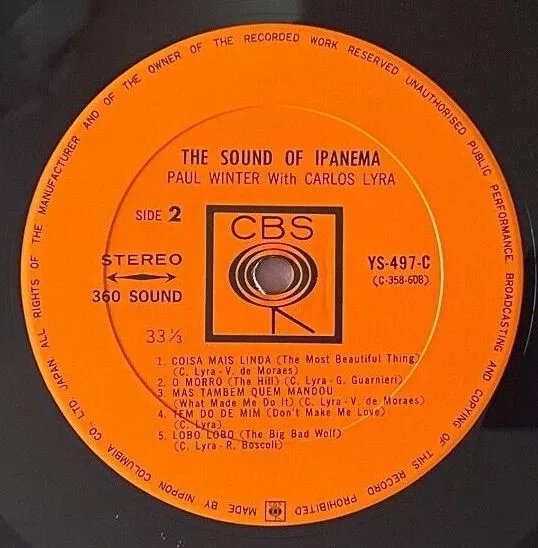 MADE BY NIPPON COLUMBIA CO., LTD. JAPAN ALL RIGHTS OF THE MANUFACTURER AND OF THE OWNER OF THE RECORDED WORK RESERVED UNAUTHORISED PUBLIC PERFORMANCE, BROADCASTING AND COPYING OF THIS RECORD PROHIBITED
THE SOUND OF IPANEMA
PAUL WINTER With CARLOS LYRA
SIDE 2
CBS
STEREO
360 SOUND
YS-497-C
(C-358-608)
33⅓
1. COISA MAIS LINDA (The Most Beautiful Thing)
(C. Lyra-V. de Moraes)
2. O MORRO (The Hill) (C. Lyra-G. Guarnieri)
3. MAS TAMBEM QUEM MANDOU
(What Made Me Do It) (C. Lyra-V. de Moraes)
4. TEM DO DE MIM (Don't Make Me Love)
(C. Lyra)
5. LOBO LOBO (The Big Bad Wolf)
(C. Lyra-R. Boscoli)